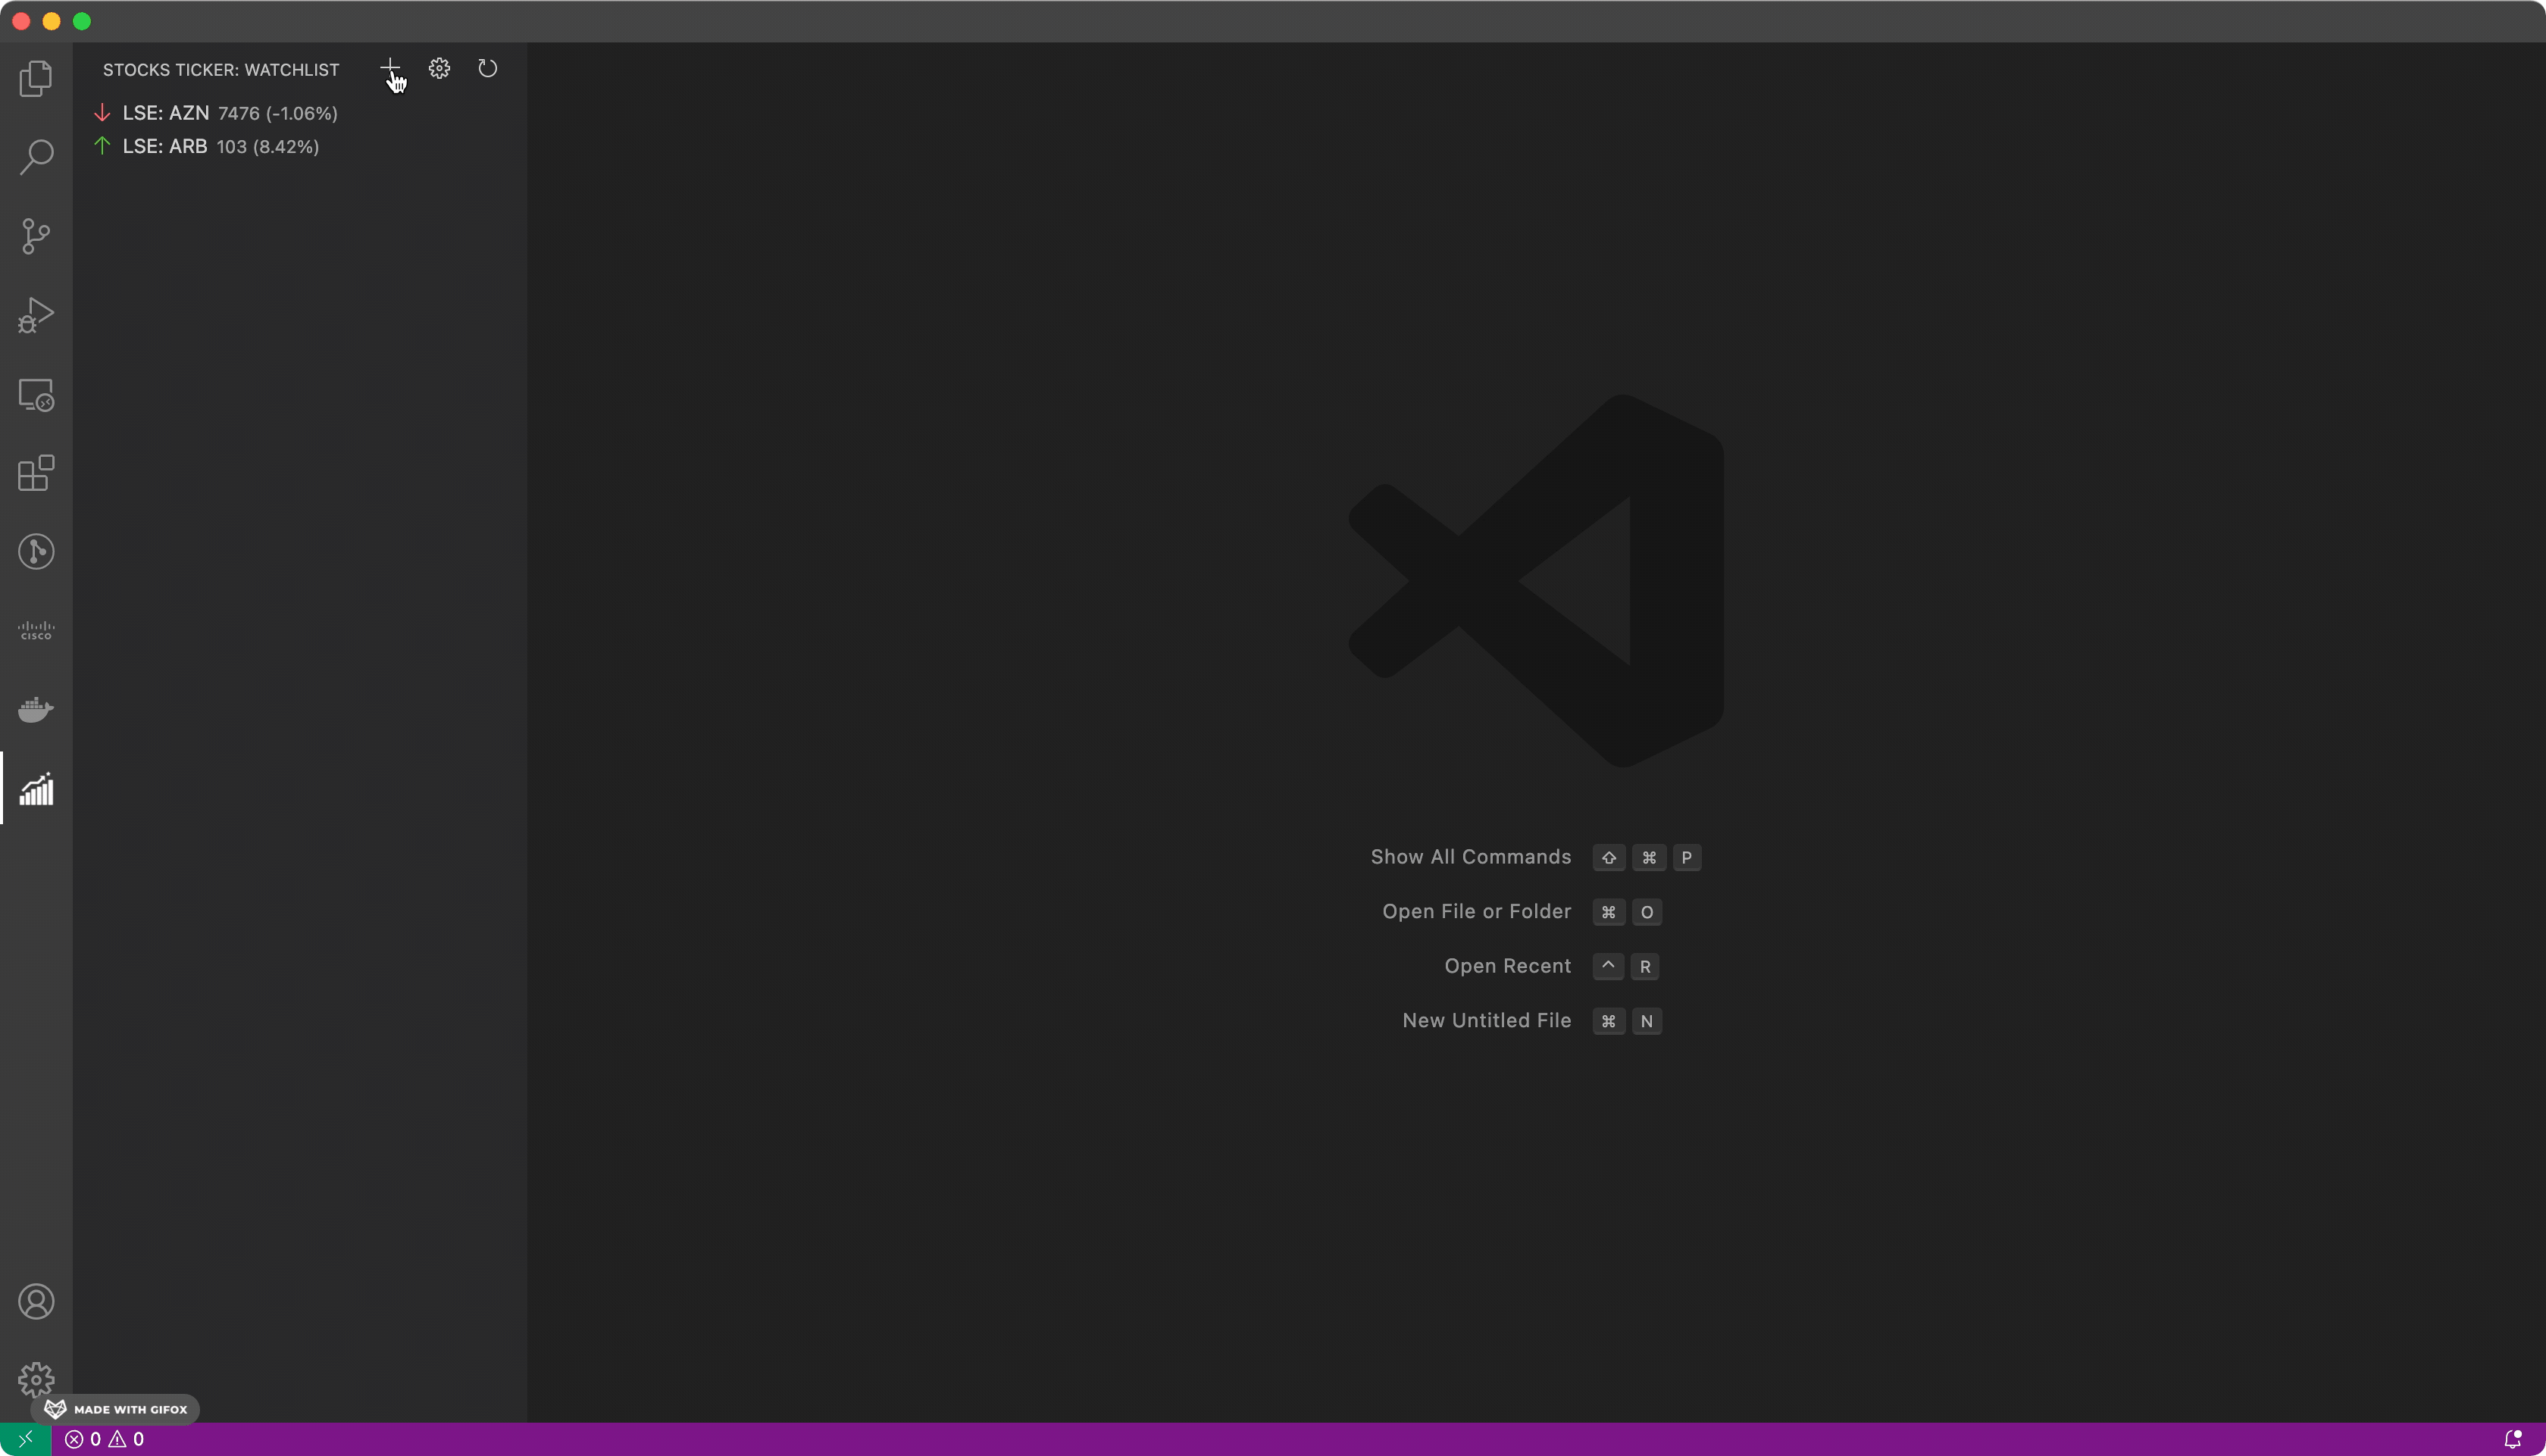 STOCKS TICKER: WATCHLIST
LSE: AZN 7476 (-1.06%)
LSE: ARB 103 (8.42%)
CISCO
Show All Commands ⇧ ⌘ P
Open File or Folder ⌘ O
Open Recent ^ R
New Untitled File ⌘ N
MADE WITH GIFOX
0 0